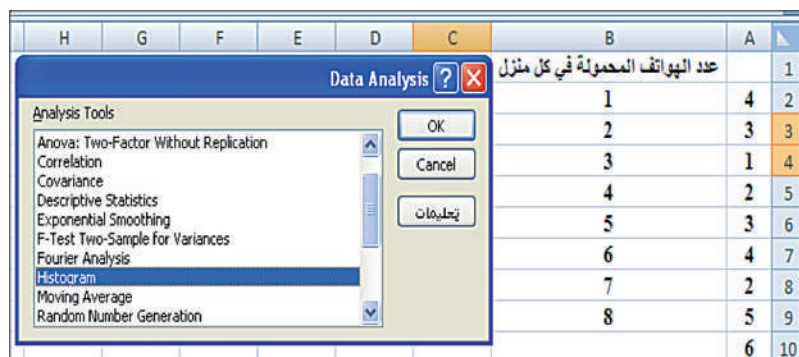 H G F E D C B A
عدد الهواتف المحمولة في كل منزل 1
1 4 2
2 3 3
3 1 4
4 2 5
5 3 6
6 4 7
7 2 8
8 5 9
6 10
Data Analysis
Analysis Tools
Anova: Two-Factor Without Replication
Correlation
Covariance
Descriptive Statistics
Exponential Smoothing
F-Test Two-Sample for Variances
Fourier Analysis
Histogram
Moving Average
Random Number Generation
OK
Cancel
تعليمات